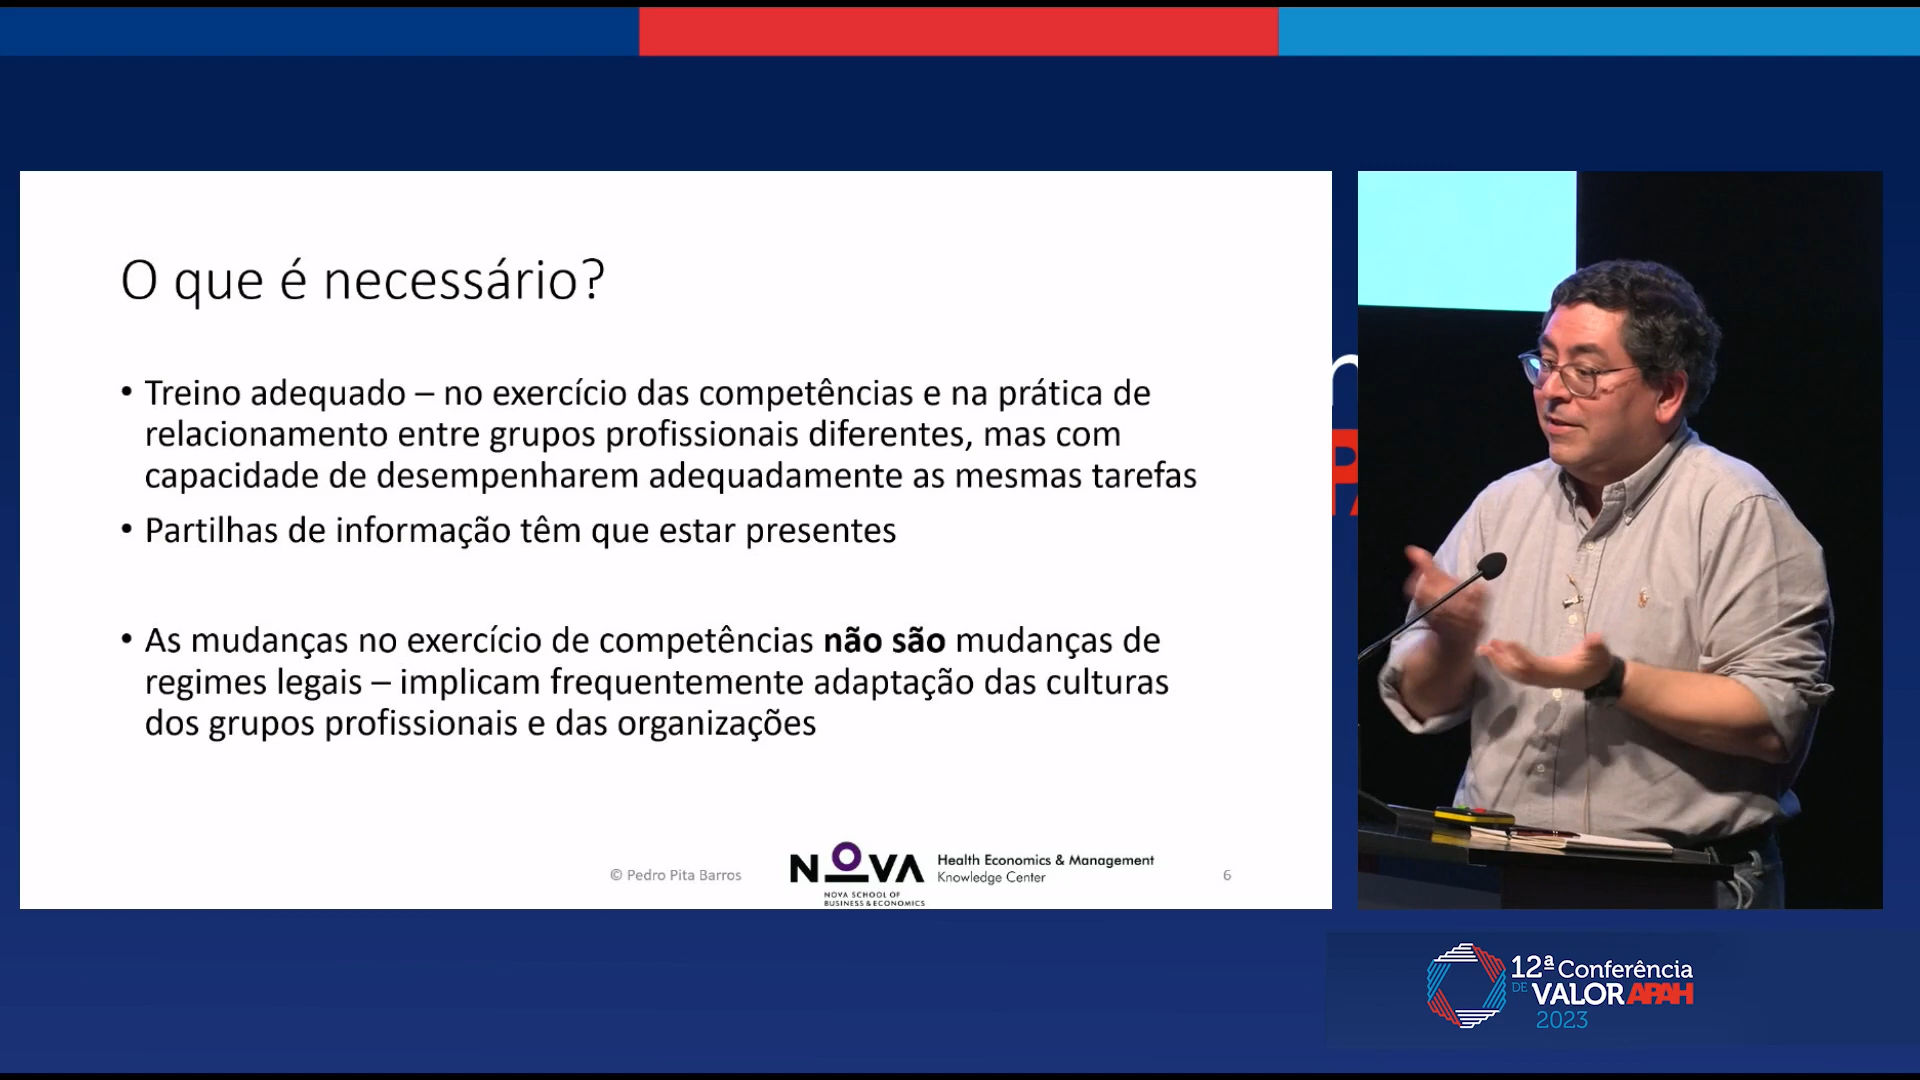 O que é necessário?
• Treino adequado – no exercício das competências e na prática de
relacionamento entre grupos profissionais diferentes, mas com
capacidade de desempenharem adequadamente as mesmas tarefas
• Partilhas de informação têm que estar presentes
• As mudanças no exercício de competências não são mudanças de
regimes legais – implicam frequentemente adaptação das culturas
dos grupos profissionais e das organizações
© Pedro Pita Barros
NOVA
NOVA SCHOOL OF
BUSINESS & ECONOMICS
Health Economics & Management
Knowledge Center
6
12ª Conferência
DE VALOR APAH
2023